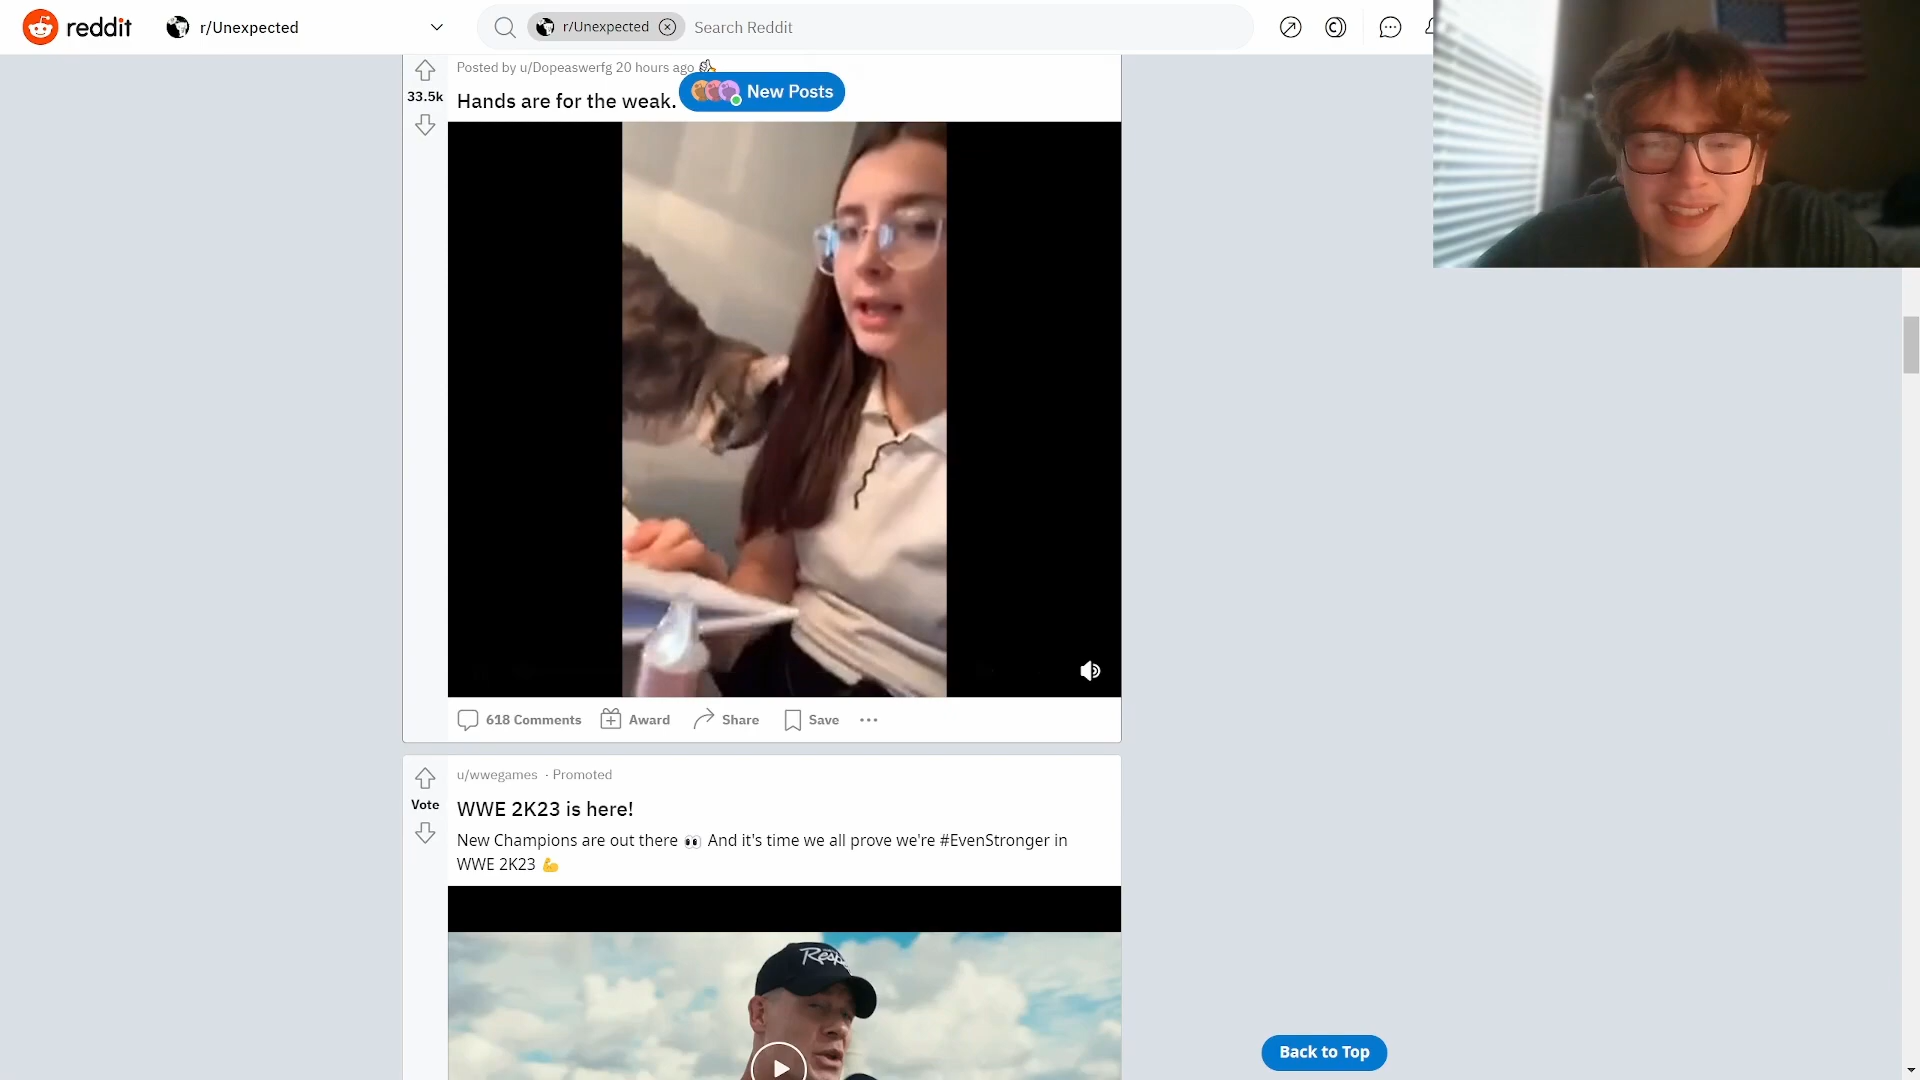 reddit
r/Unexpected
r/Unexpected
Search Reddit
Posted by u/Dopeaswerfg 20 hours ago
33.5k
Hands are for the weak.
New Posts
618 Comments
Award
Share
Save
u/wwegames · Promoted
Vote
WWE 2K23 is here!
New Champions are out there 👀 And it's time we all prove we're #EvenStronger in
WWE 2K23 💪
Back to Top